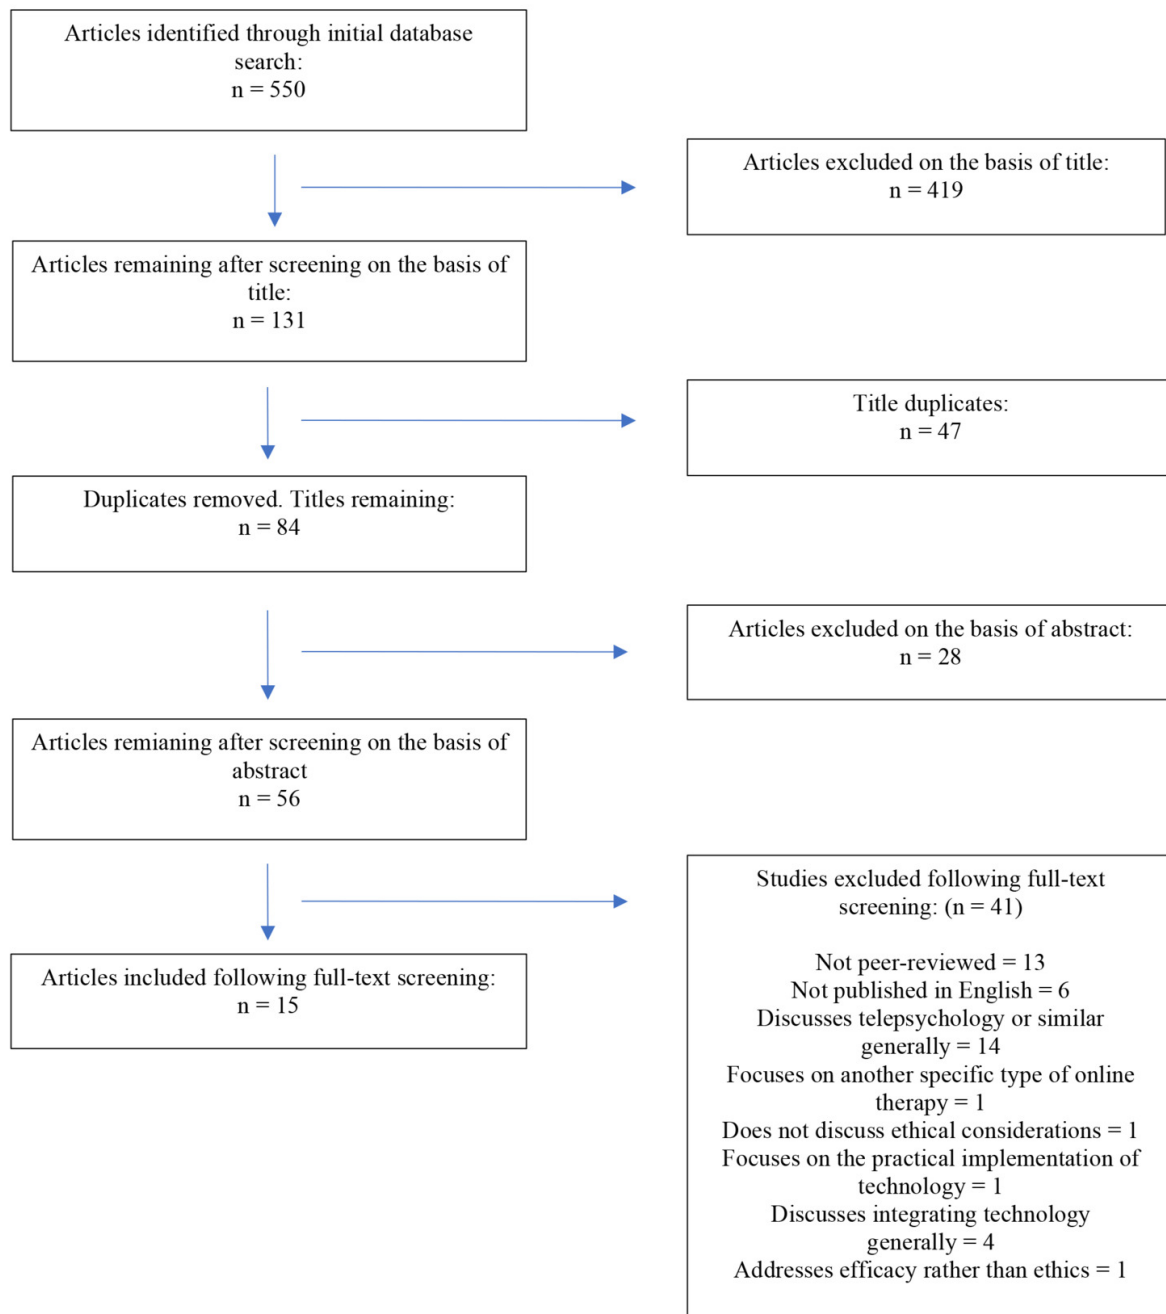 Articles identified through initial database
search:
n = 550
Articles excluded on the basis of title:
n = 419
Articles remaining after screening on the basis of
title:
n = 131
Title duplicates:
n = 47
Duplicates removed. Titles remaining:
n = 84
Articles excluded on the basis of abstract:
n = 28
Articles remianing after screening on the basis of
abstract
n = 56
Studies excluded following full-text
screening: (n = 41)
Not peer-reviewed = 13
Not published in English = 6
Discusses telepsychology or similar
generally = 14
Focuses on another specific type of online
therapy = 1
Does not discuss ethical considerations = 1
Focuses on the practical implementation of
technology = 1
Discusses integrating technology
generally = 4
Addresses efficacy rather than ethics = 1
Articles included following full-text screening:
n = 15